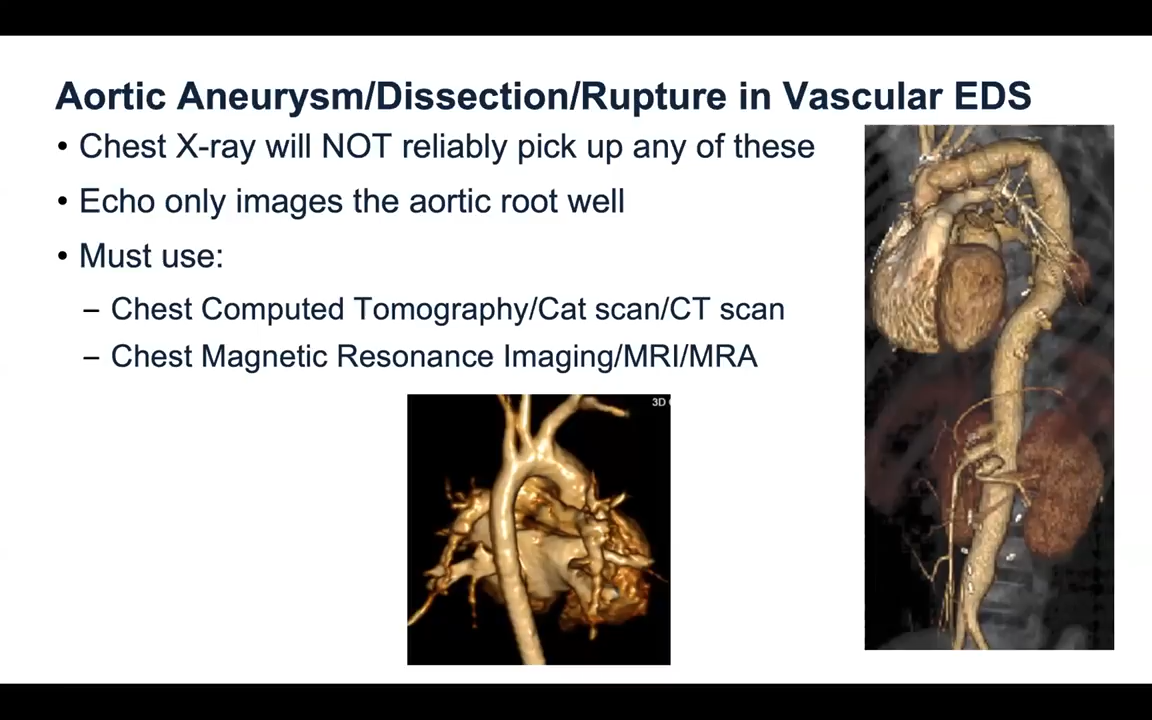 Aortic Aneurysm/Dissection/Rupture in Vascular EDS
• Chest X-ray will NOT reliably pick up any of these
• Echo only images the aortic root well
• Must use:
– Chest Computed Tomography/Cat scan/CT scan
– Chest Magnetic Resonance Imaging/MRI/MRA
3D